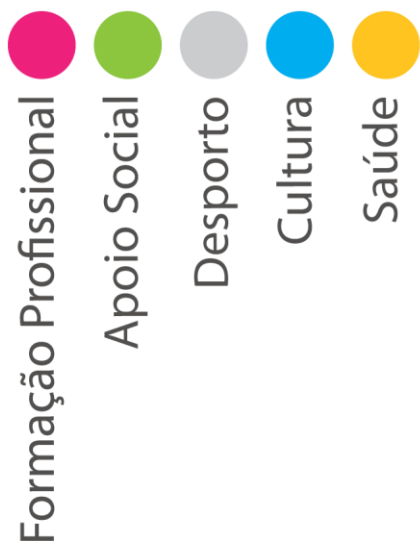 Formação Profissional
Apoio Social
Desporto
Cultura
Saúde